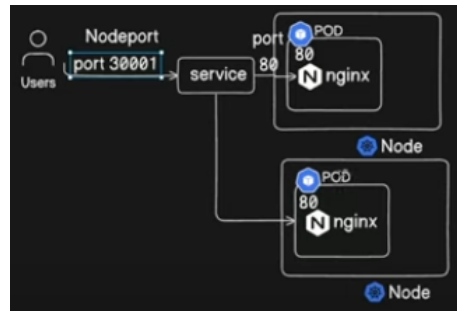 Nodeport
port 30001
Users
service
port
80
POD
80
nginx
Node
POD
80
nginx
Node